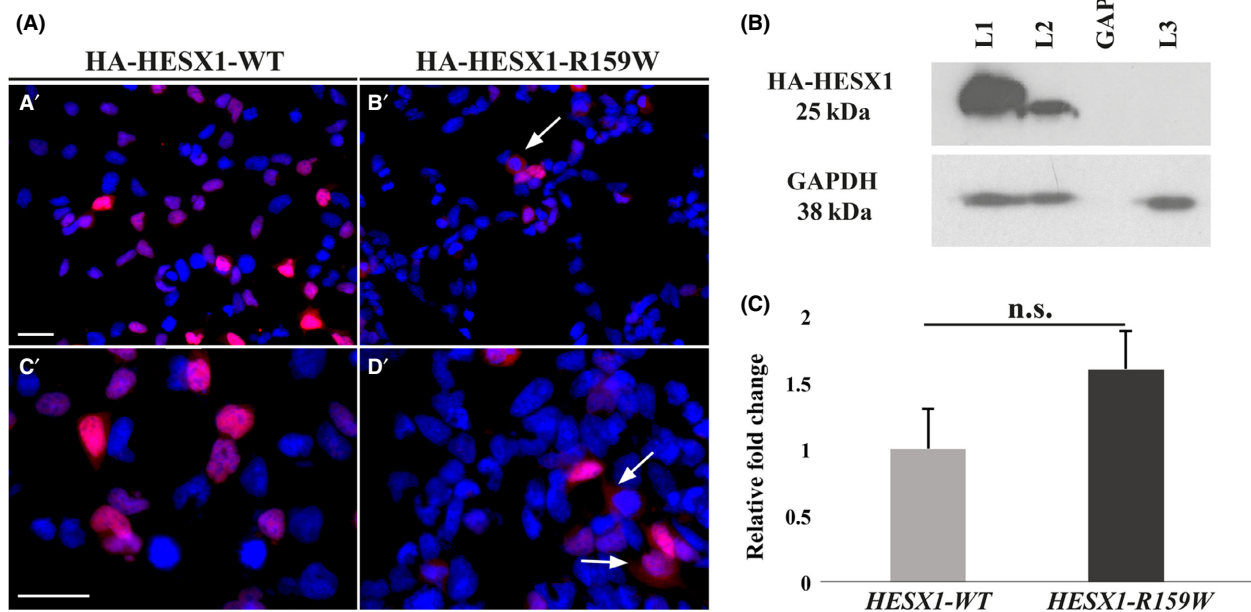 (A)
HA-HESX1-WT
HA-HESX1-R159W
A′
B′
C′
D′
(B)
L1
L2
GAP
L3
HA-HESX1
25 kDa
GAPDH
38 kDa
(C)
n.s.
Relative fold change
2
1.5
1
0.5
0
HESX1-WT
HESX1-R159W